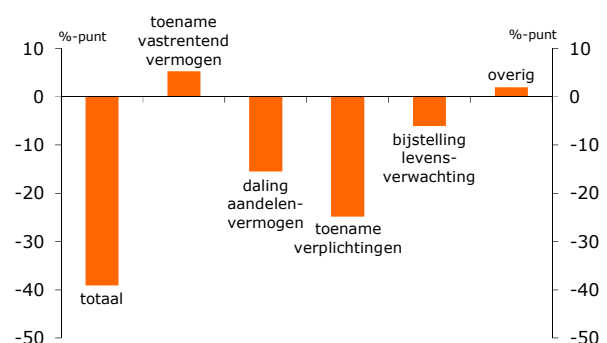 %-punt
toename
vastrentend
vermogen
%-punt
10
0
-10
-20
-30
-40
-50
totaal
daling
aandelen-
vermogen
toename
verplichtingen
bijstelling
levens-
verwachting
overig
10
0
-10
-20
-30
-40
-50